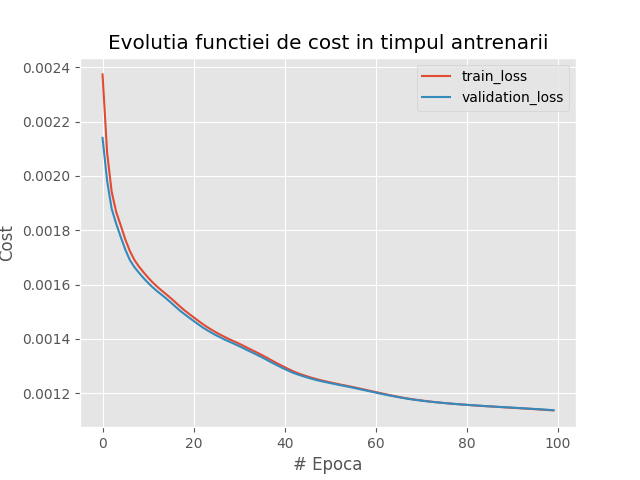 Evolutia functiei de cost in timpul antrenarii
train_loss
validation_loss
Cost
0.0024
0.0022
0.0020
0.0018
0.0016
0.0014
0.0012
0 20 40 60 80 100
# Epoca